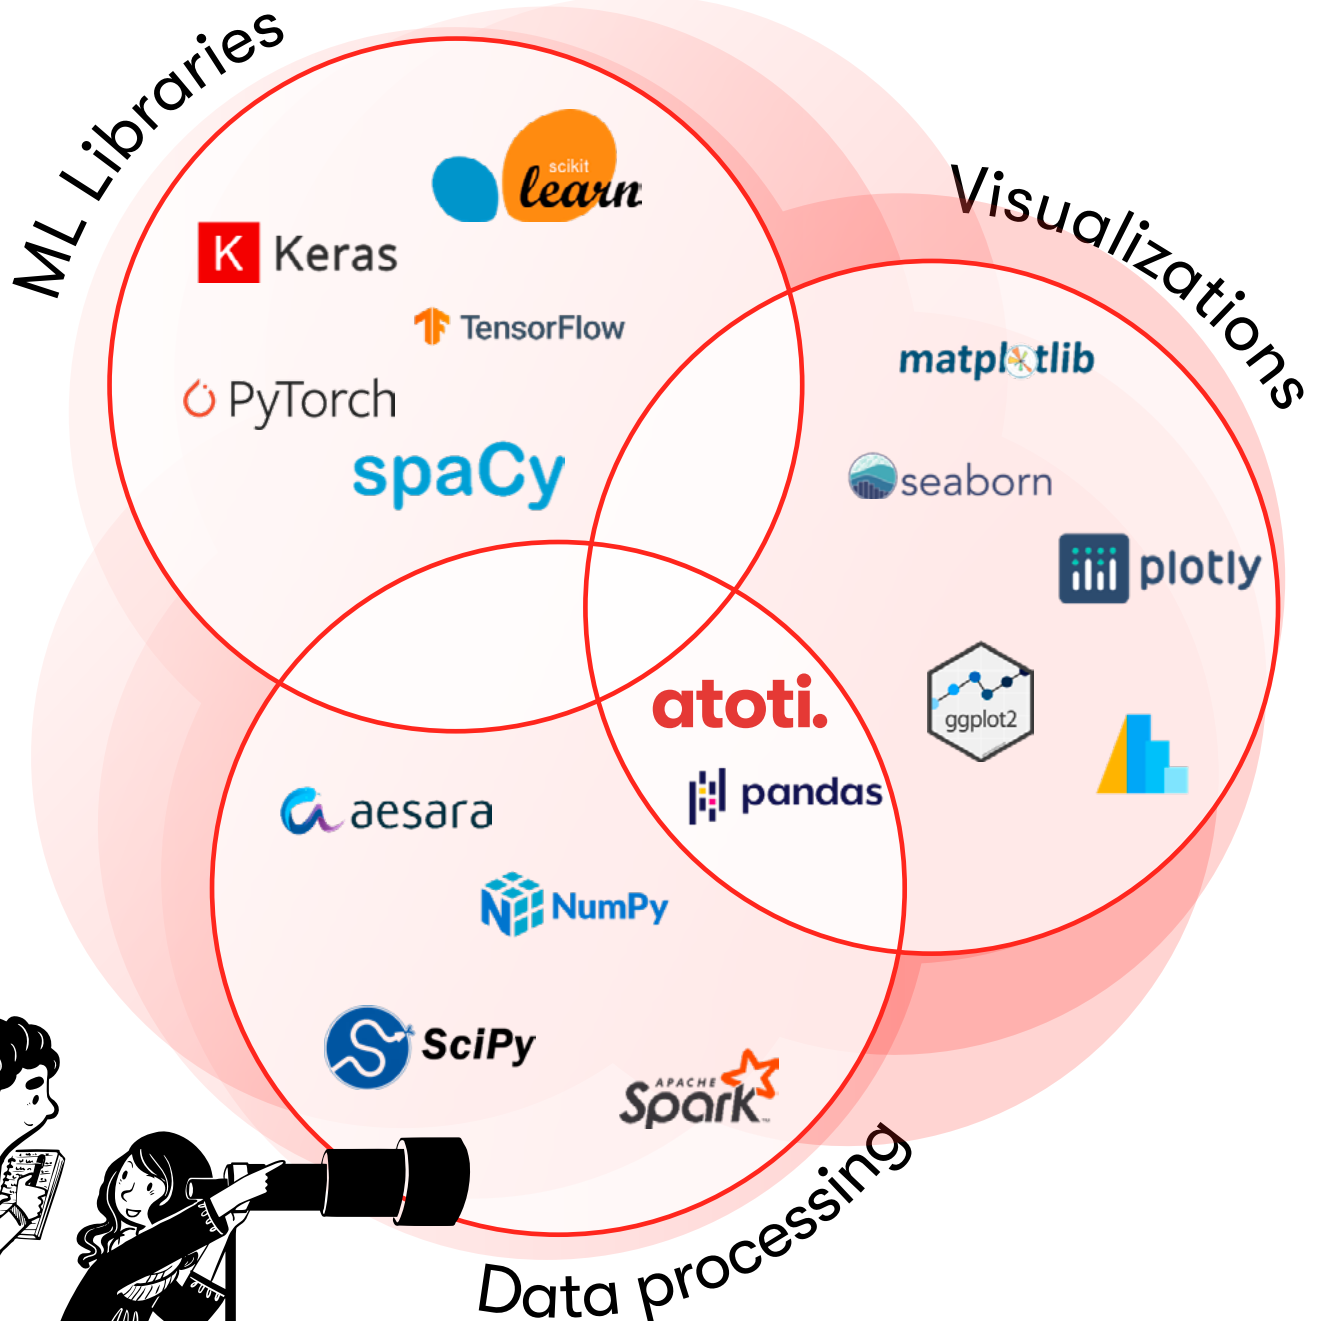 ML Libraries
scikit
learn
K Keras
TensorFlow
PyTorch
spaCy
Visualizations
matplotlib
seaborn
plotly
ggplot2
atoti.
pandas
aesara
NumPy
SciPy
APACHE
Spark™
Data processing